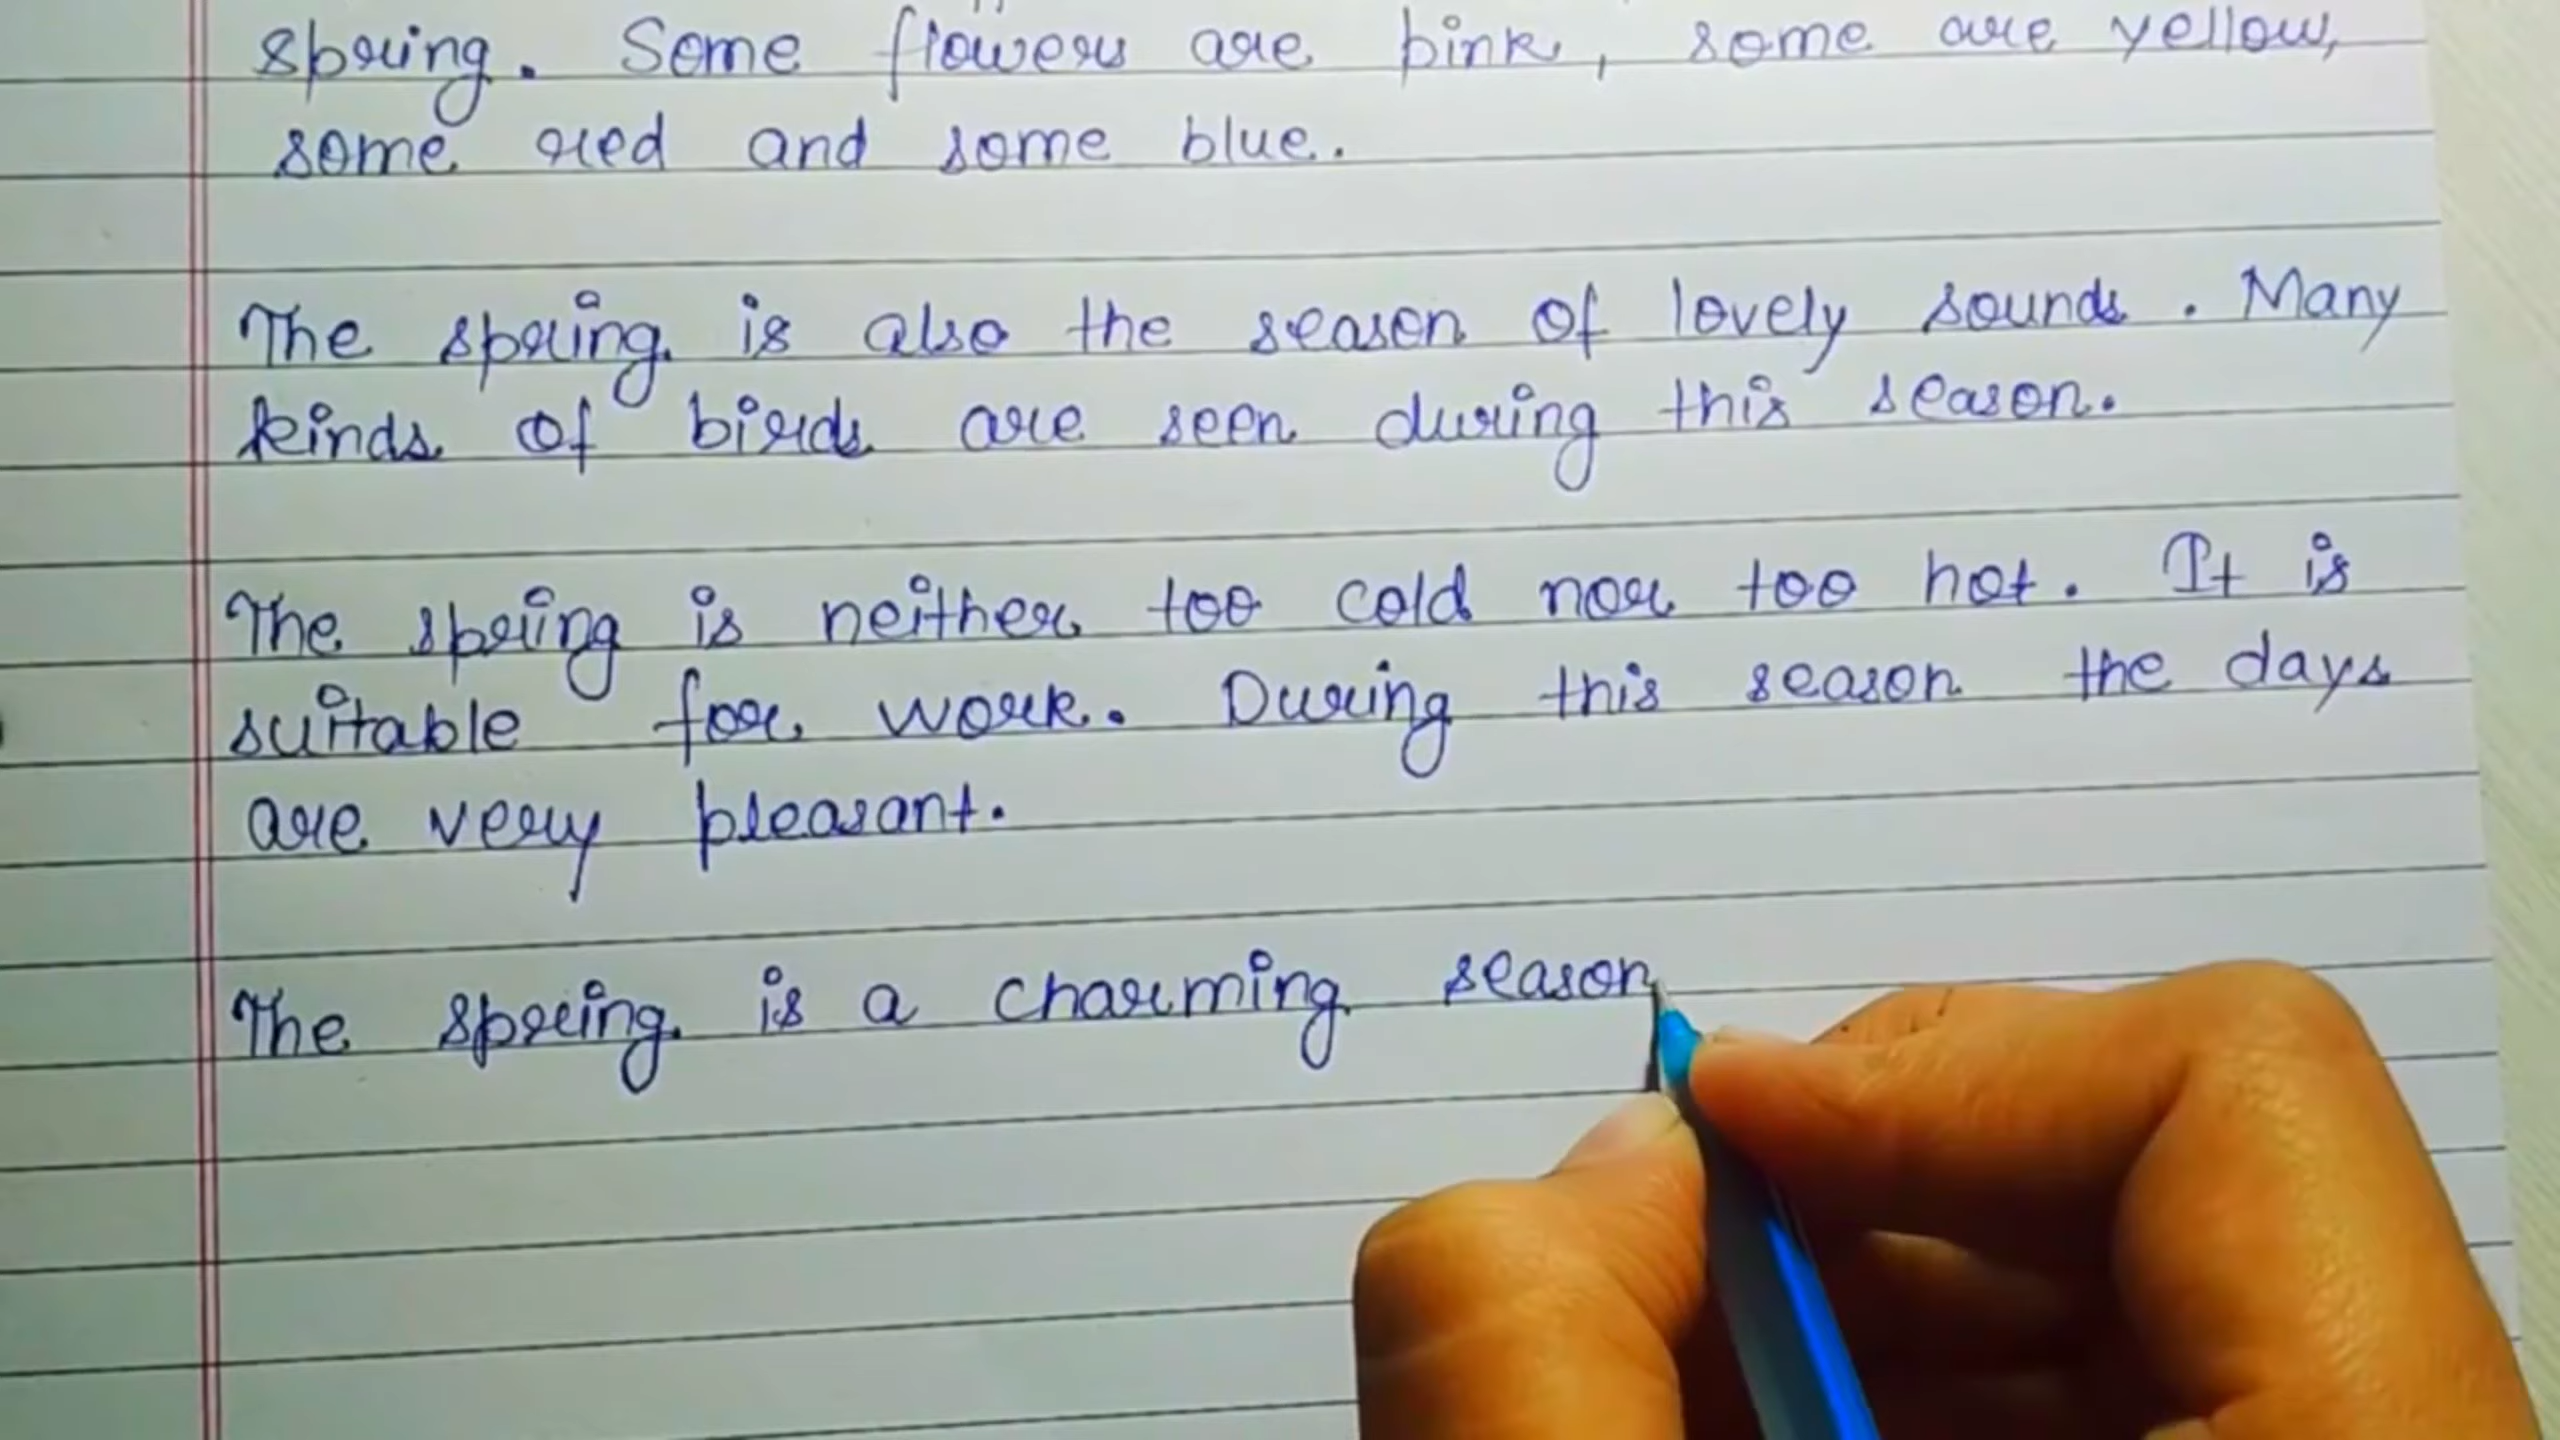 spring. Some flowers are pink, some are yellow,
some red and some blue.
The spring is also the season of lovely sounds. Many
kinds of birds are seen during this season.
The spring is neither too cold nor too hot. It is
suitable for work. During this season the days
are very pleasant.
The spring is a charming season